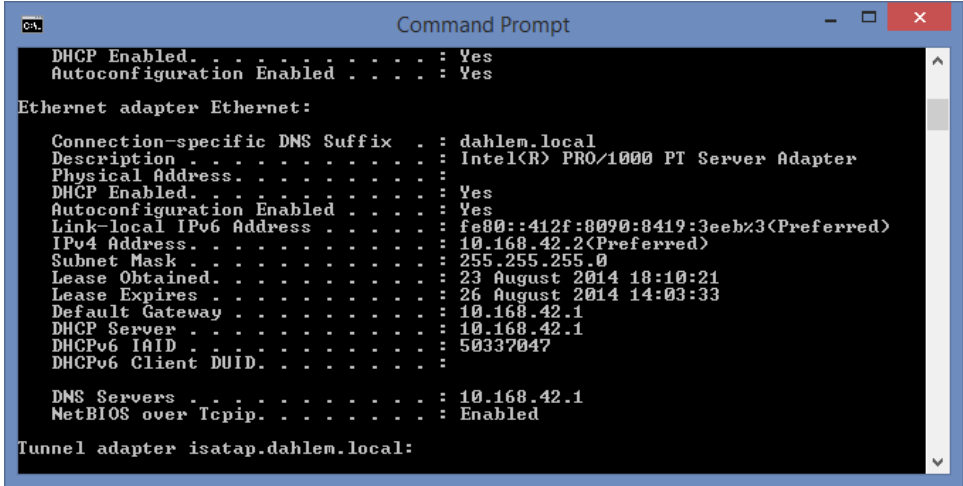 C:\.
Command Prompt
DHCP Enabled. . . . . . . . . . . : Yes
Autoconfiguration Enabled . . . . : Yes
Ethernet adapter Ethernet:
Connection-specific DNS Suffix  . : dahlem.local
Description . . . . . . . . . . . : Intel(R) PRO/1000 PT Server Adapter
Physical Address. . . . . . . . . :
DHCP Enabled. . . . . . . . . . . : Yes
Autoconfiguration Enabled . . . . : Yes
Link-local IPv6 Address . . . . . : fe80::412f:8090:8419:3eeb%3(Preferred)
IPv4 Address. . . . . . . . . . . : 10.168.42.2(Preferred)
Subnet Mask . . . . . . . . . . . : 255.255.255.0
Lease Obtained. . . . . . . . . . : 23 August 2014 18:10:21
Lease Expires . . . . . . . . . . : 26 August 2014 14:03:33
Default Gateway . . . . . . . . . : 10.168.42.1
DHCP Server . . . . . . . . . . . : 10.168.42.1
DHCPv6 IAID . . . . . . . . . . . : 50337047
DHCPv6 Client DUID. . . . . . . . :
DNS Servers . . . . . . . . . . . : 10.168.42.1
NetBIOS over Tcpip. . . . . . . . : Enabled
Tunnel adapter isatap.dahlem.local: